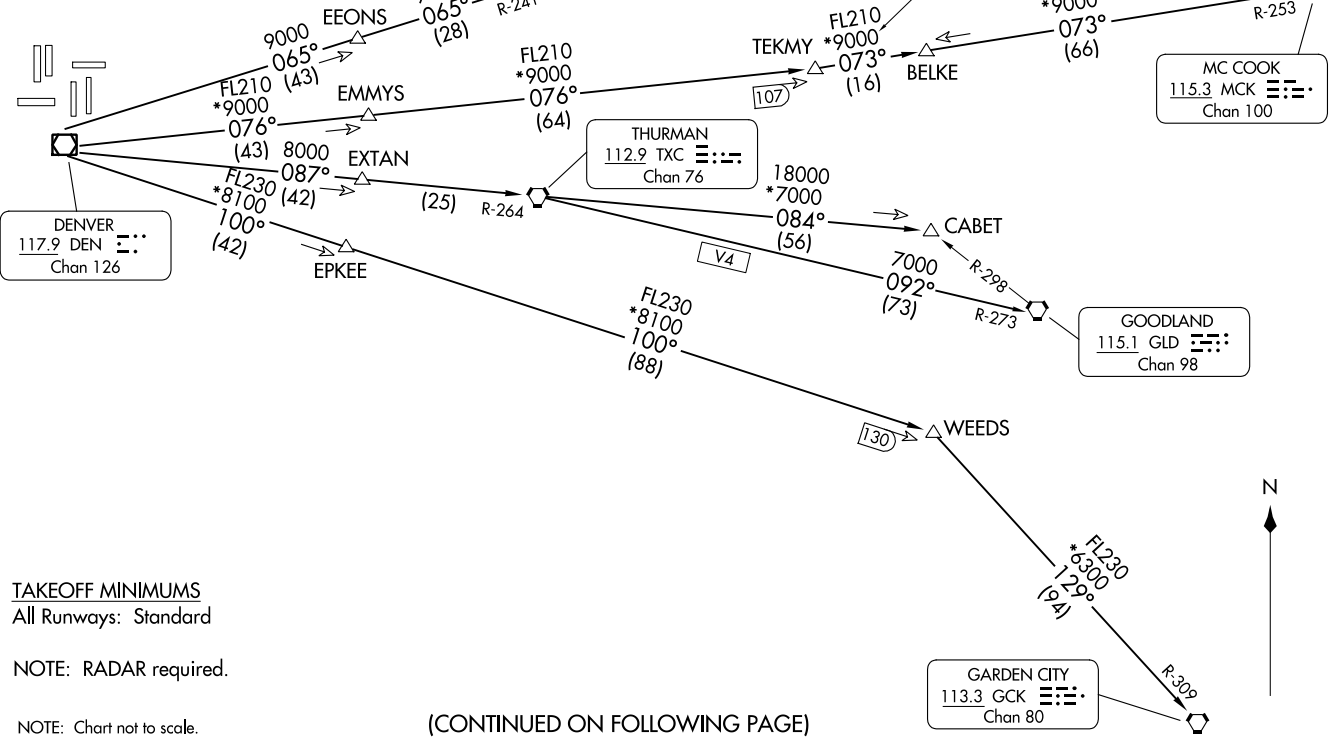 065°
R-241
(28)
EEONS
9000
065°
(43)
FL210
*9000
076°
(43)
EMMYS
FL210
*9000
076°
(64)
TEKMY
107
FL210
*9000
073°
(16)
BELKE
*9000
073°
(66)
R-253
MC COOK
115.3 MCK
Chan 100
8000
087°
(42)
EXTAN
(25)
R-264
THURMAN
112.9 TXC
Chan 76
18000
*7000
084°
(56)
CABET
R-298
V4
7000
092°
(73)
R-273
GOODLAND
115.1 GLD
Chan 98
DENVER
117.9 DEN
Chan 126
FL230
*8100
100°
(42)
EPKEE
FL230
*8100
100°
(88)
130
WEEDS
N
FL230
*6300
129°
(94)
R-309
GARDEN CITY
113.3 GCK
Chan 80
TAKEOFF MINIMUMS
All Runways: Standard
NOTE: RADAR required.
NOTE: Chart not to scale.
(CONTINUED ON FOLLOWING PAGE)